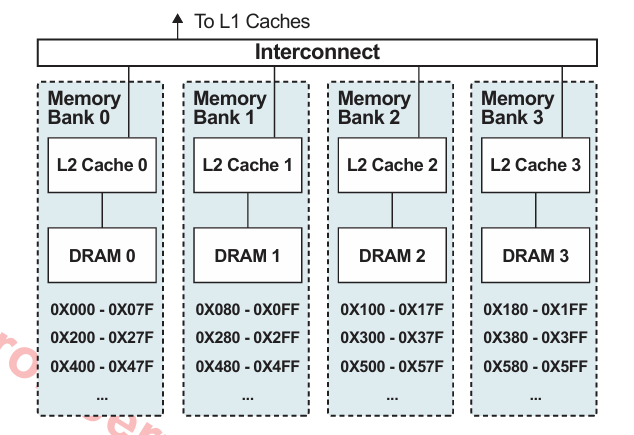 To L1 Caches
Interconnect
Memory
Bank 0
L2 Cache 0
DRAM 0
0X000 - 0X07F
0X200 - 0X27F
0X400 - 0X47F
...
Memory
Bank 1
L2 Cache 1
DRAM 1
0X080 - 0X0FF
0X280 - 0X2FF
0X480 - 0X4FF
...
Memory
Bank 2
L2 Cache 2
DRAM 2
0X100 - 0X17F
0X300 - 0X37F
0X500 - 0X57F
...
Memory
Bank 3
L2 Cache 3
DRAM 3
0X180 - 0X1FF
0X380 - 0X3FF
0X580 - 0X5FF
...